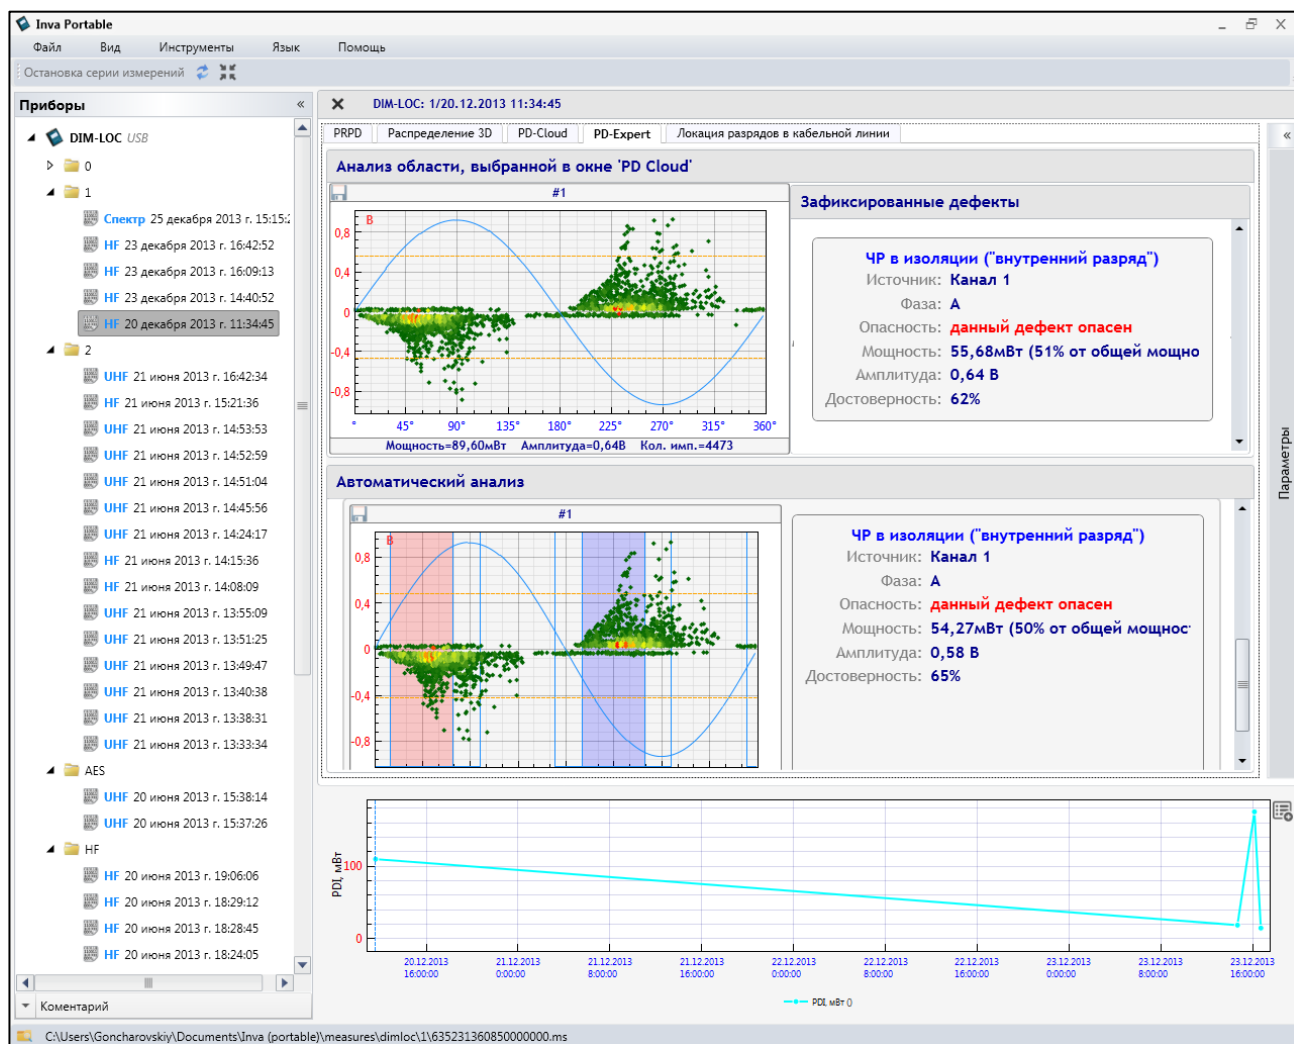 Inva Portable
Файл Вид Инструменты Язык Помощь
Остановка серии измерений
Приборы «
DIM-LOC USB
0
1
Спектр 25 декабря 2013 г. 15:15:2
HF 23 декабря 2013 г. 16:42:52
HF 23 декабря 2013 г. 16:09:13
HF 23 декабря 2013 г. 14:40:52
HF 20 декабря 2013 г. 11:34:45
2
UHF 21 июня 2013 г. 16:42:34
HF 21 июня 2013 г. 15:21:36
UHF 21 июня 2013 г. 14:53:53
UHF 21 июня 2013 г. 14:52:59
UHF 21 июня 2013 г. 14:51:04
UHF 21 июня 2013 г. 14:45:56
UHF 21 июня 2013 г. 14:24:17
HF 21 июня 2013 г. 14:15:36
HF 21 июня 2013 г. 14:08:09
UHF 21 июня 2013 г. 13:55:09
UHF 21 июня 2013 г. 13:51:25
UHF 21 июня 2013 г. 13:49:47
UHF 21 июня 2013 г. 13:40:38
UHF 21 июня 2013 г. 13:38:31
UHF 21 июня 2013 г. 13:33:34
AES
UHF 20 июня 2013 г. 15:38:14
UHF 20 июня 2013 г. 15:37:26
HF
HF 20 июня 2013 г. 19:06:06
HF 20 июня 2013 г. 18:29:12
HF 20 июня 2013 г. 18:28:45
HF 20 июня 2013 г. 18:24:05
Коментарий
DIM-LOC: 1/20.12.2013 11:34:45
PRPD Распределение 3D PD-Cloud PD-Expert Локация разрядов в кабельной линии
Анализ области, выбранной в окне 'PD Cloud'
#1
В
0,8
0,4
0
-0,4
-0,8
° 45° 90° 135° 180° 225° 270° 315° 360°
Мощность=89,60мВт Амплитуда=0,64В Кол. имп.=4473
Зафиксированные дефекты
ЧР в изоляции ("внутренний разряд")
Источник: Канал 1
Фаза: А
Опасность: данный дефект опасен
Мощность: 55,68мВт (51% от общей мощно
Амплитуда: 0,64 В
Достоверность: 62%
Автоматический анализ
#1
В
0,8
0,4
0
-0,4
-0,8
ЧР в изоляции ("внутренний разряд")
Источник: Канал 1
Фаза: А
Опасность: данный дефект опасен
Мощность: 54,27мВт (50% от общей мощнос
Амплитуда: 0,58 В
Достоверность: 65%
«
Параметры
PDI, мВт
100
0
20.12.2013 21.12.2013 21.12.2013 21.12.2013 22.12.2013 22.12.2013 22.12.2013 23.12.2013 23.12.2013 23.12.2013
16:00:00 0:00:00 8:00:00 16:00:00 0:00:00 8:00:00 16:00:00 0:00:00 8:00:00 16:00:00
PDI, мВт ()
C:\Users\Goncharovskiy\Documents\Inva (portable)\measures\dimloc\1\635231360850000000.ms